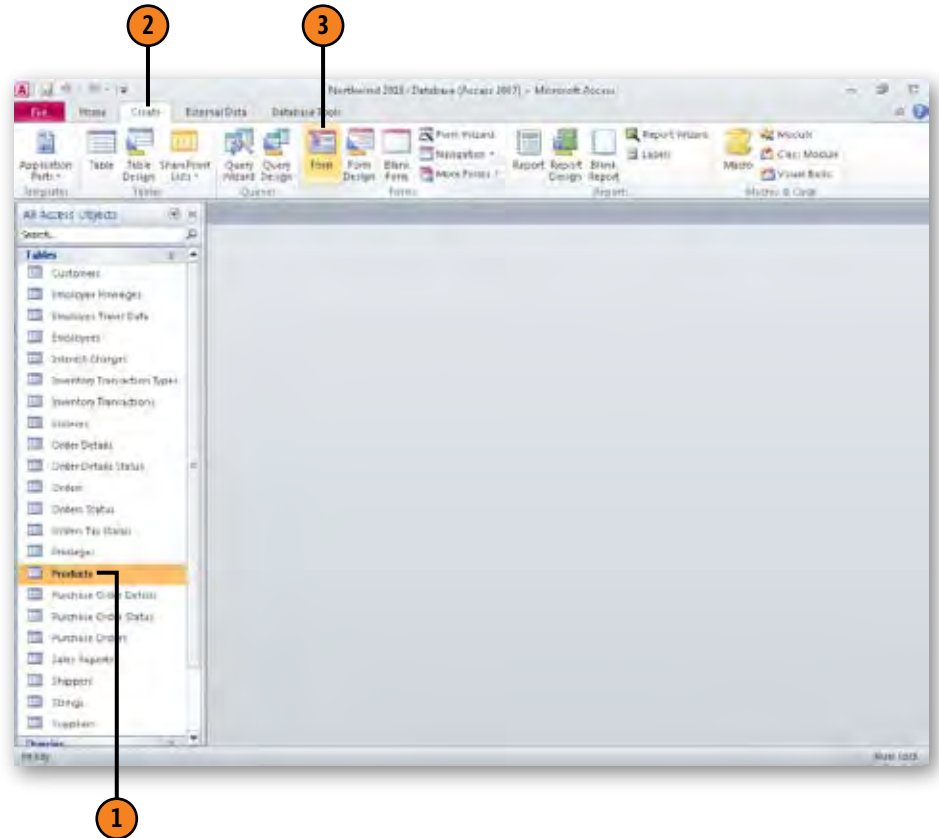 2 3
Northwind 2010 - Database (Access 2007) - Microsoft Access
File Home Create External Data Database Tools
Application Parts
Table
Table Design
SharePoint Lists
Query Wizard
Query Design
Form
Form Design
Blank Form
Form Wizard
Navigation
More Forms
Report
Report Design
Blank Report
Report Wizard
Labels
Macro
Module
Class Module
Visual Basic
Templates Tables Queries Forms Reports Macros & Code
All Access Objects
Search...
Tables
Customers
Employee Privileges
Employees
Inventory Transaction Types
Inventory Transactions
Invoices
Order Details
Order Details Status
Orders
Orders Status
Orders Tax Status
Privileges
Products
Purchase Order Details
Purchase Order Status
Purchase Orders
Sales Reports
Shippers
Strings
Suppliers
Queries
Ready
Num Lock
1